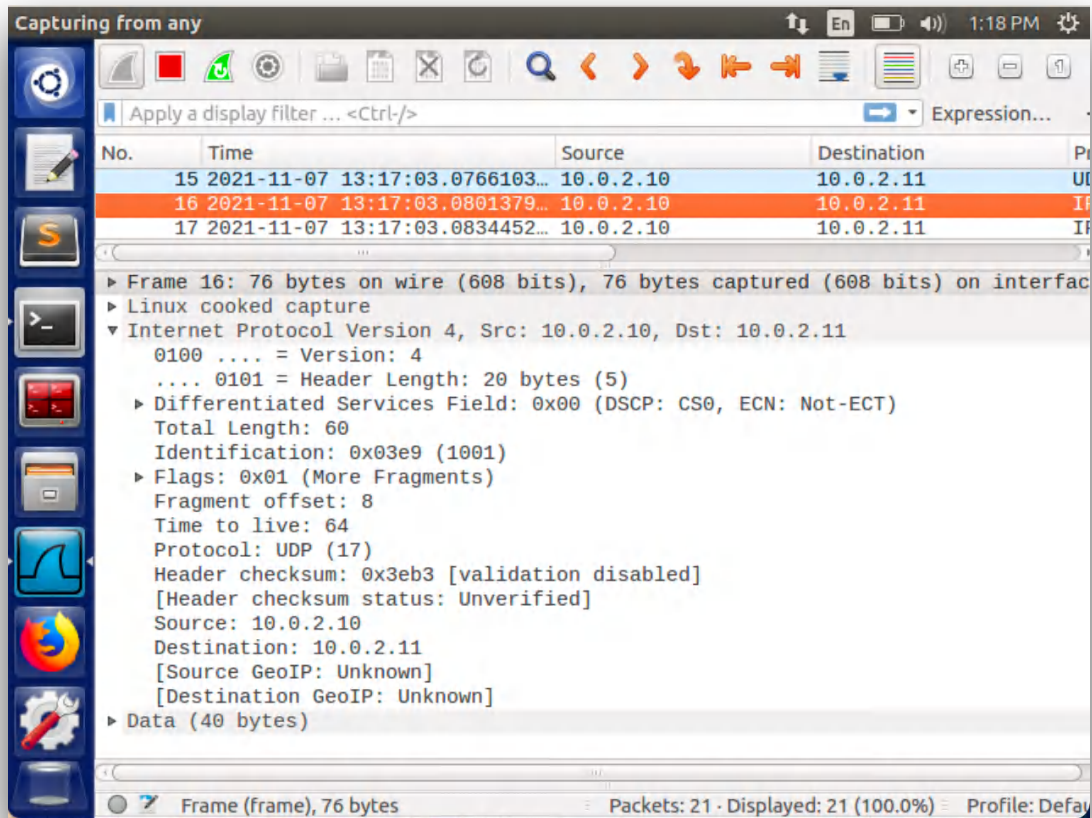 Capturing from any En 1:18 PM
Apply a display filter … <Ctrl-/> Expression…
No. Time Source Destination
15 2021-11-07 13:17:03.0766103… 10.0.2.10 10.0.2.11
16 2021-11-07 13:17:03.0801379… 10.0.2.10 10.0.2.11
17 2021-11-07 13:17:03.0834452… 10.0.2.10 10.0.2.11
Frame 16: 76 bytes on wire (608 bits), 76 bytes captured (608 bits) on interfac
Linux cooked capture
Internet Protocol Version 4, Src: 10.0.2.10, Dst: 10.0.2.11
0100 .... = Version: 4
.... 0101 = Header Length: 20 bytes (5)
Differentiated Services Field: 0x00 (DSCP: CS0, ECN: Not-ECT)
Total Length: 60
Identification: 0x03e9 (1001)
Flags: 0x01 (More Fragments)
Fragment offset: 8
Time to live: 64
Protocol: UDP (17)
Header checksum: 0x3eb3 [validation disabled]
[Header checksum status: Unverified]
Source: 10.0.2.10
Destination: 10.0.2.11
[Source GeoIP: Unknown]
[Destination GeoIP: Unknown]
Data (40 bytes)
Frame (frame), 76 bytes Packets: 21 · Displayed: 21 (100.0%) Profile: Defau